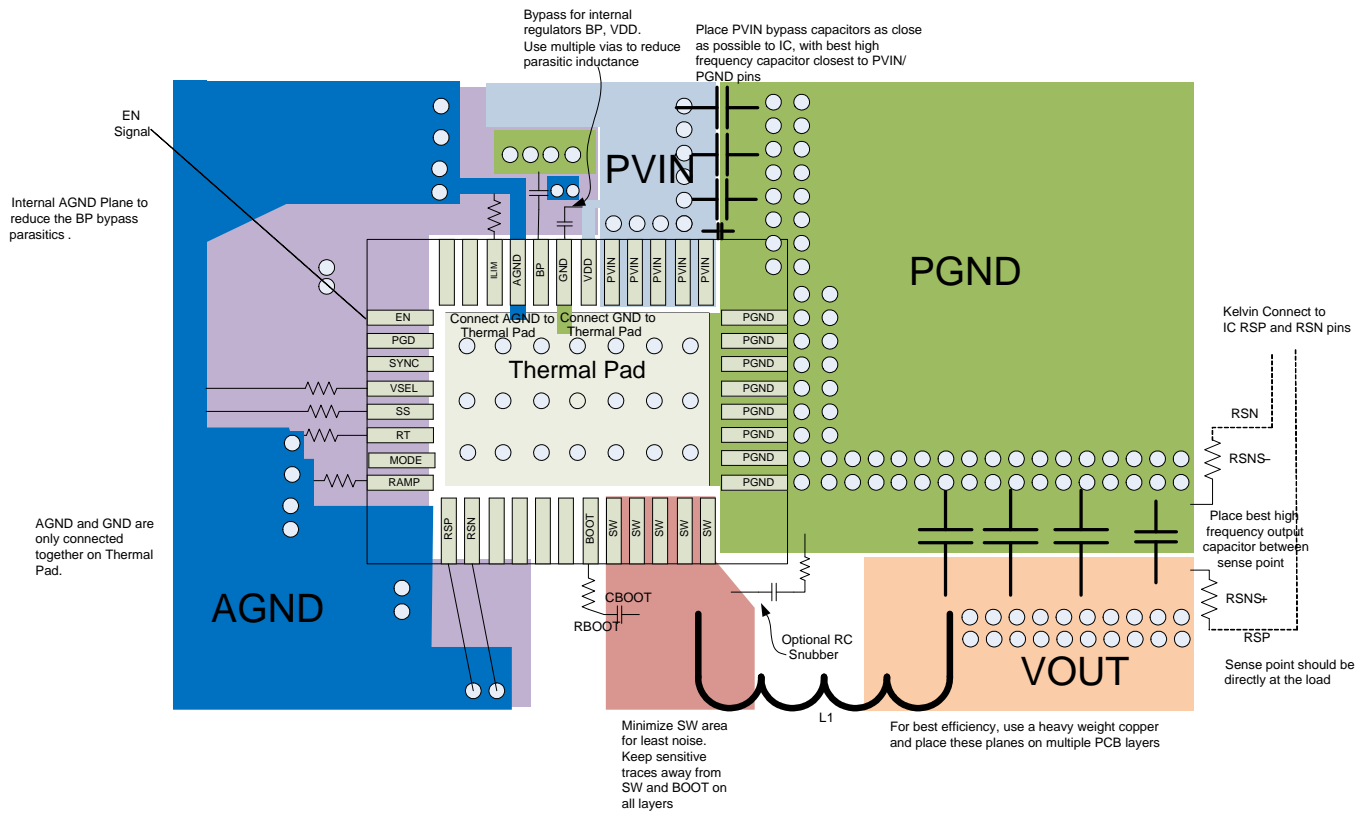 Bypass for internal
regulators BP, VDD.
Use multiple vias to reduce
parasitic inductance
Place PVIN bypass capacitors as close
as possible to IC, with best high
frequency capacitor closest to PVIN/
PGND pins
EN
Signal
Internal AGND Plane to
reduce the BP bypass
parasitics .
AGND and GND are
only connected
together on Thermal
Pad.
PVIN
PGND
ILIM
AGND
BP
GND
VDD
PVIN
PVIN
PVIN
PVIN
PVIN
EN
PGD
SYNC
VSEL
SS
RT
MODE
RAMP
Connect AGND to
Thermal Pad
Connect GND to
Thermal Pad
Thermal Pad
PGND
PGND
PGND
PGND
PGND
PGND
PGND
PGND
RSP
RSN
BOOT
SW
SW
SW
SW
SW
AGND
CBOOT
RBOOT
Optional RC
Snubber
L1
VOUT
Kelvin Connect to
IC RSP and RSN pins
RSN
RSNS–
Place best high
frequency output
capacitor between
sense point
RSNS+
RSP
Sense point should be
directly at the load
Minimize SW area
for least noise.
Keep sensitive
traces away from
SW and BOOT on
all layers
For best efficiency, use a heavy weight copper
and place these planes on multiple PCB layers